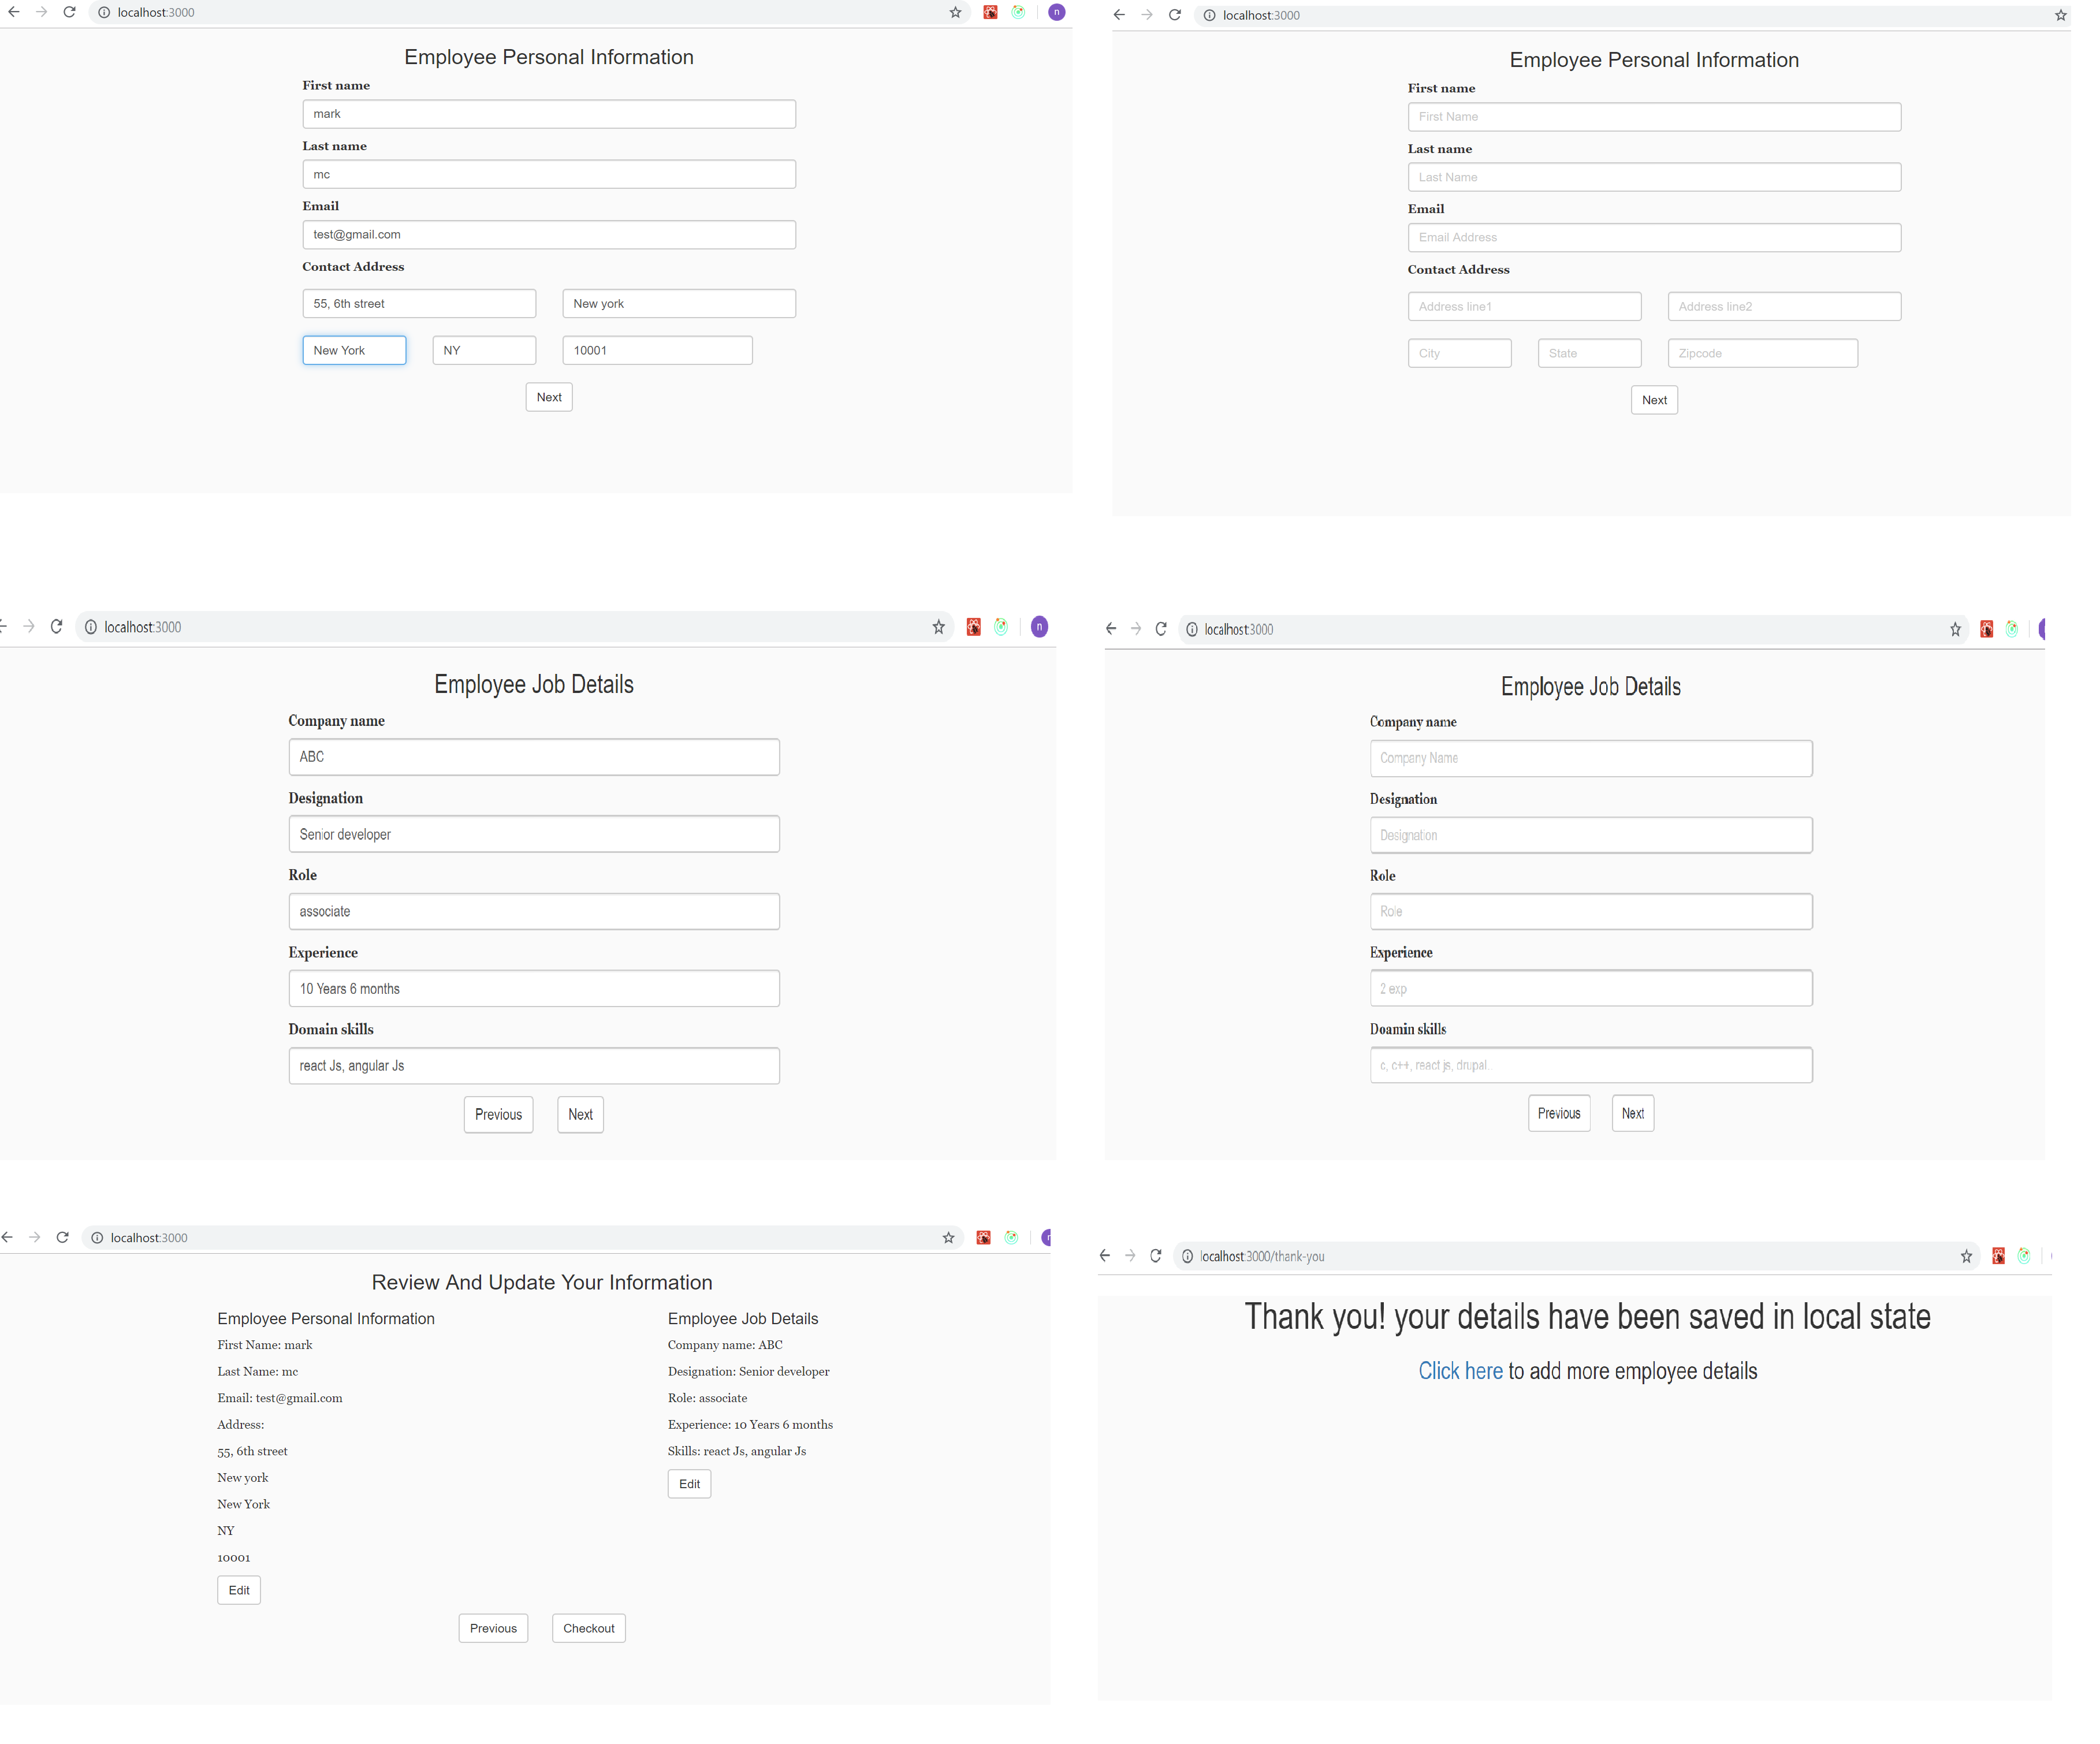 localhost:3000
n
Employee Personal Information
First name
mark
Last name
mc
Email
test@gmail.com
Contact Address
55, 6th street New york
New York NY 10001
Next
localhost:3000
Employee Personal Information
First name
First Name
Last name
Last Name
Email
Email Address
Contact Address
Address line1 Address line2
City State Zipcode
Next
localhost:3000
n
Employee Job Details
Company name
ABC
Designation
Senior developer
Role
associate
Experience
10 Years 6 months
Domain skills
react Js, angular Js
Previous Next
localhost:3000
Employee Job Details
Company name
Company Name
Designation
Designation
Role
Role
Experience
2 exp
Doamin skills
c, c++, react js, drupal..
Previous Next
localhost:3000
Review And Update Your Information
Employee Personal Information
First Name: mark
Last Name: mc
Email: test@gmail.com
Address:
55, 6th street
New york
New York
NY
10001
Edit
Employee Job Details
Company name: ABC
Designation: Senior developer
Role: associate
Experience: 10 Years 6 months
Skills: react Js, angular Js
Edit
Previous Checkout
localhost:3000/thank-you
Thank you! your details have been saved in local state
Click here to add more employee details